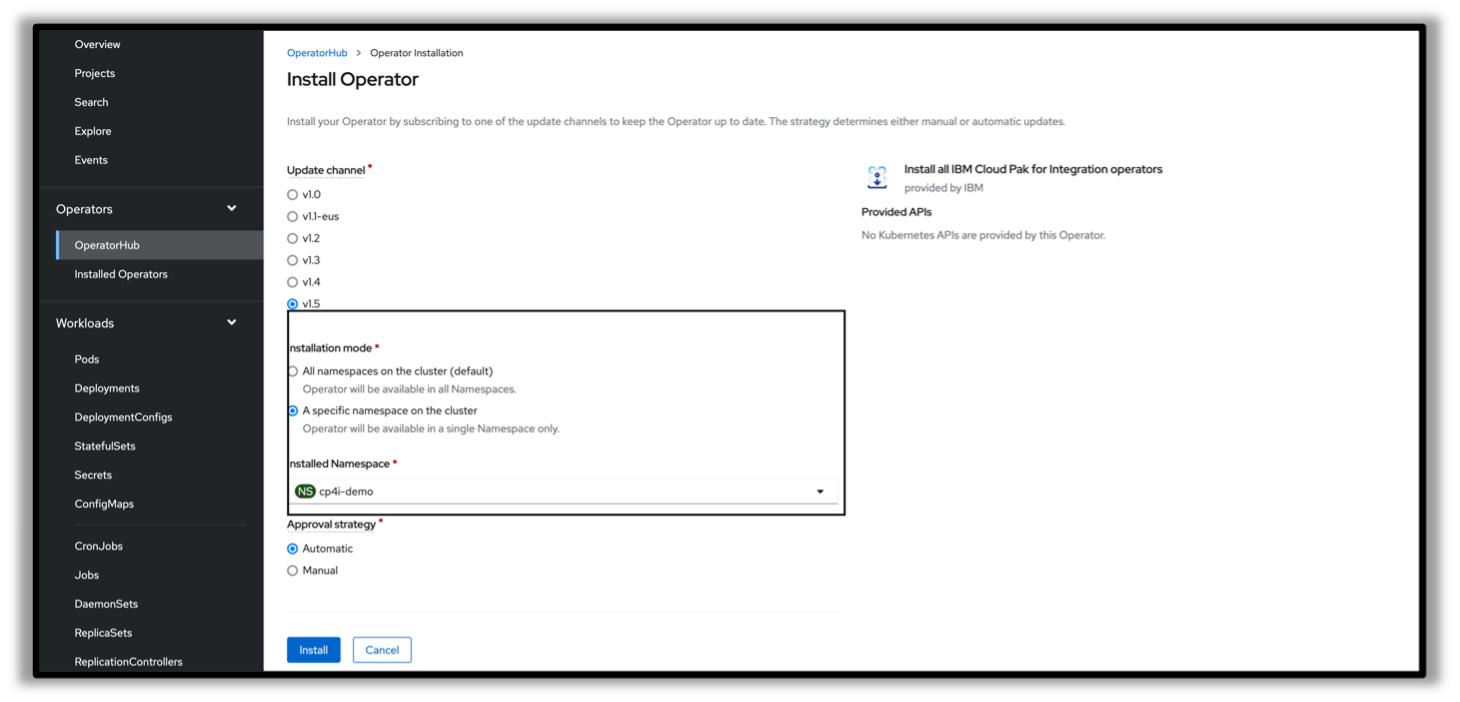 Overview
Projects
Search
Explore
Events
Operators
OperatorHub
Installed Operators
Workloads
Pods
Deployments
DeploymentConfigs
StatefulSets
Secrets
ConfigMaps
CronJobs
Jobs
DaemonSets
ReplicaSets
ReplicationControllers
OperatorHub > Operator Installation
Install Operator
Install your Operator by subscribing to one of the update channels to keep the Operator up to date. The strategy determines either manual or automatic updates.
Update channel *
v1.0
v1.1-eus
v1.2
v1.3
v1.4
v1.5
nstallation mode *
All namespaces on the cluster (default)
Operator will be available in all Namespaces.
A specific namespace on the cluster
Operator will be available in a single Namespace only.
nstalled Namespace *
NS cp4i-demo
Approval strategy *
Automatic
Manual
Install Cancel
Install all IBM Cloud Pak for Integration operators
provided by IBM
Provided APIs
No Kubernetes APIs are provided by this Operator.